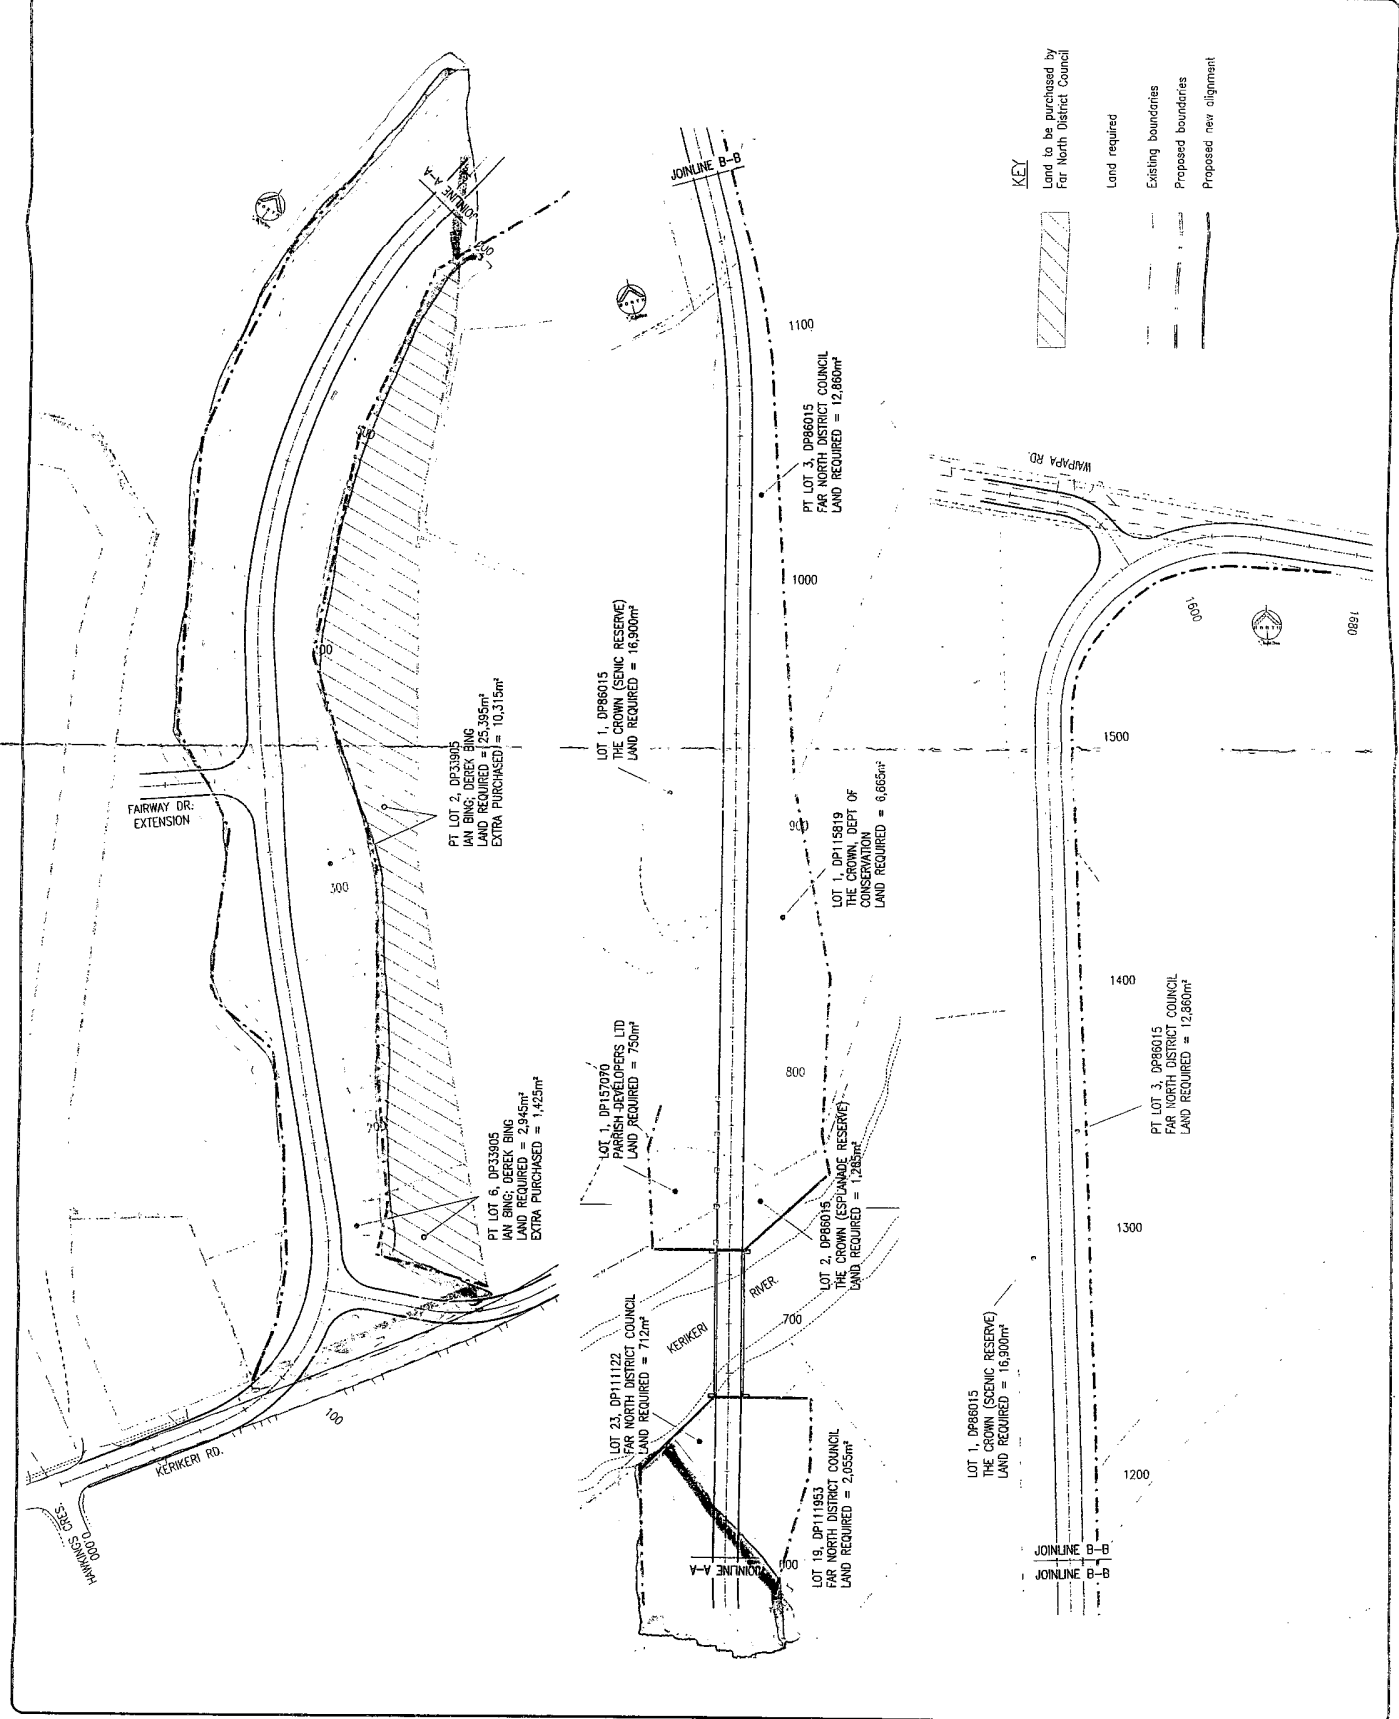 FAIRWAY DR.
EXTENSION
KERIKERI RD.
HAWKINGS CRES.
100
300
JOINLINE A-A
PT LOT 2, DP33905
IAN BING; DEREK BING
LAND REQUIRED = 25,395m²
EXTRA PURCHASED = 10,315m²
PT LOT 6, DP33905
IAN BING; DEREK BING
LAND REQUIRED = 2,945m²
EXTRA PURCHASED = 1,425m²
JOINLINE A-A
LOT 23, DP111122
FAR NORTH DISTRICT COUNCIL
LAND REQUIRED = 712m²
LOT 19, DP111953
FAR NORTH DISTRICT COUNCIL
LAND REQUIRED = 2,055m²
KERIKERI
RIVER.
700
LOT 1, DP157070
PARRISH DEVELOPERS LTD
LAND REQUIRED = 750m²
LOT 2, DP86015
THE CROWN (ESPLANADE RESERVE)
LAND REQUIRED = 1,285m²
800
LOT 1, DP115819
THE CROWN, DEPT OF
CONSERVATION
LAND REQUIRED = 6,665m²
900
LOT 1, DP86015
THE CROWN (SENIC RESERVE)
LAND REQUIRED = 16,900m²
1000
PT LOT 3, DP86015
FAR NORTH DISTRICT COUNCIL
LAND REQUIRED = 12,860m²
1100
JOINLINE B-B
JOINLINE B-B
JOINLINE B-B
1200
LOT 1, DP86015
THE CROWN (SCENIC RESERVE)
LAND REQUIRED = 16,900m²
1300
PT LOT 3, DP86015
FAR NORTH DISTRICT COUNCIL
LAND REQUIRED = 12,860m²
1400
1500
1600
1680
WAIPAPA RD.
NORTH
KEY
Land to be purchased by
Far North District Council
Land required
Existing boundaries
Proposed boundaries
Proposed new alignment